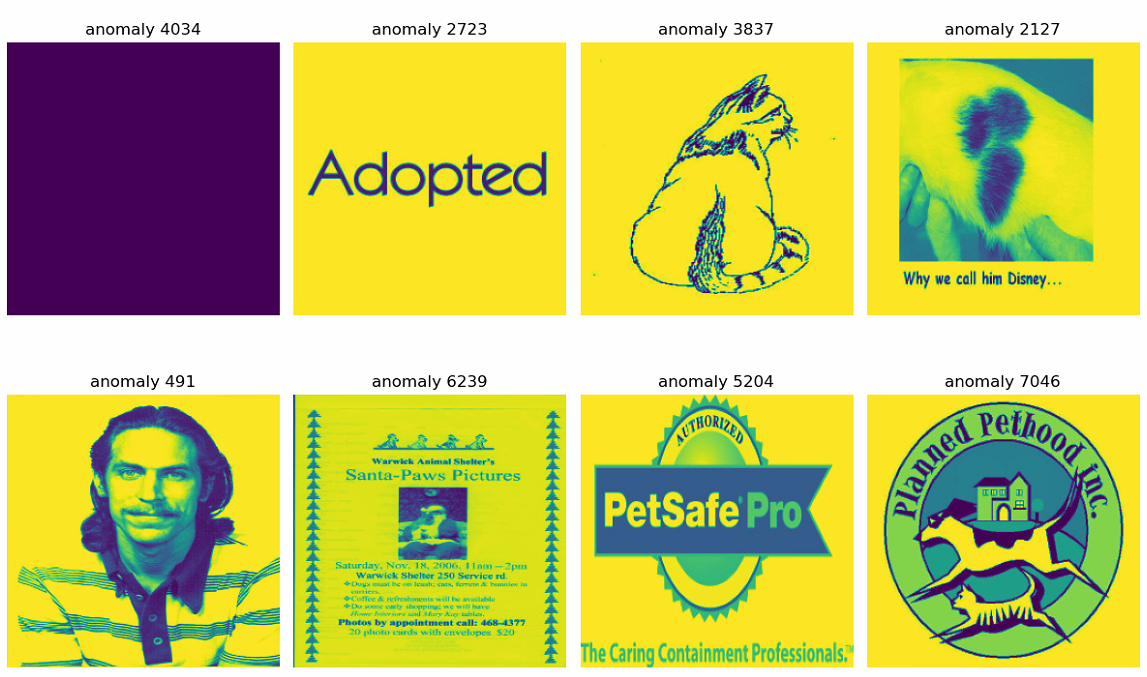 anomaly 4034
anomaly 2723
anomaly 3837
anomaly 2127
Adopted
Why we call him Disney...
anomaly 491
anomaly 6239
anomaly 5204
anomaly 7046
Warwick Animal Shelter's
Santa-Paws Pictures
Saturday, Nov. 18, 2006, 11am – 2pm
Warwick Shelter 250 Service rd.
❖Dogs must be on leash; cats, ferrets & bunnies in
carriers.
❖Coffee & refreshments will be available
❖Do some early shopping; we will have
Home Interiors and Mary Kay tables.
Photos by appointment call: 468-4377
20 photo cards with envelopes $20
AUTHORIZED
PetSafe® Pro
The Caring Containment Professionals.™
Planned Pethood Inc.